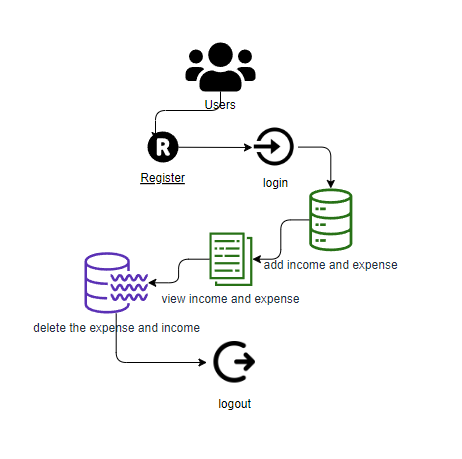 Users
R
Register
login
add income and expense
view income and expense
delete the expense and income
logout